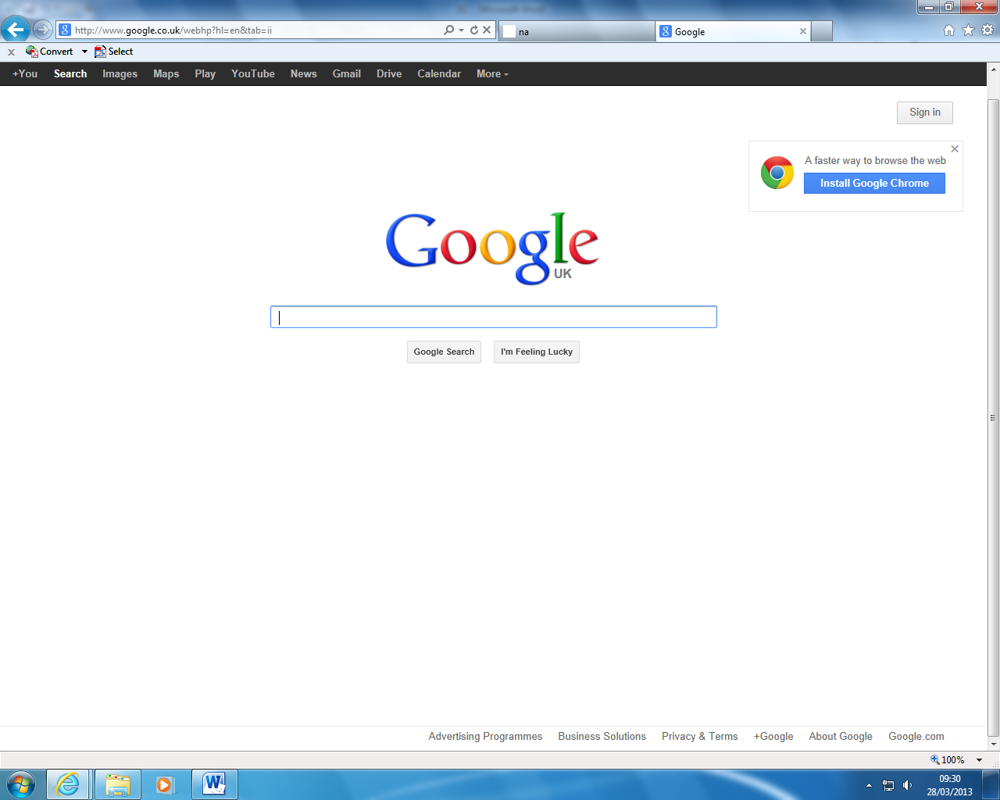 http://www.google.co.uk/webhp?hl=en&tab=ii
na
Google
x Convert Select
+You Search Images Maps Play YouTube News Gmail Drive Calendar More
Sign in
A faster way to browse the web
Install Google Chrome
Google
UK
Google Search I'm Feeling Lucky
Advertising Programmes Business Solutions Privacy & Terms +Google About Google Google.com
100%
09:30
28/03/2013